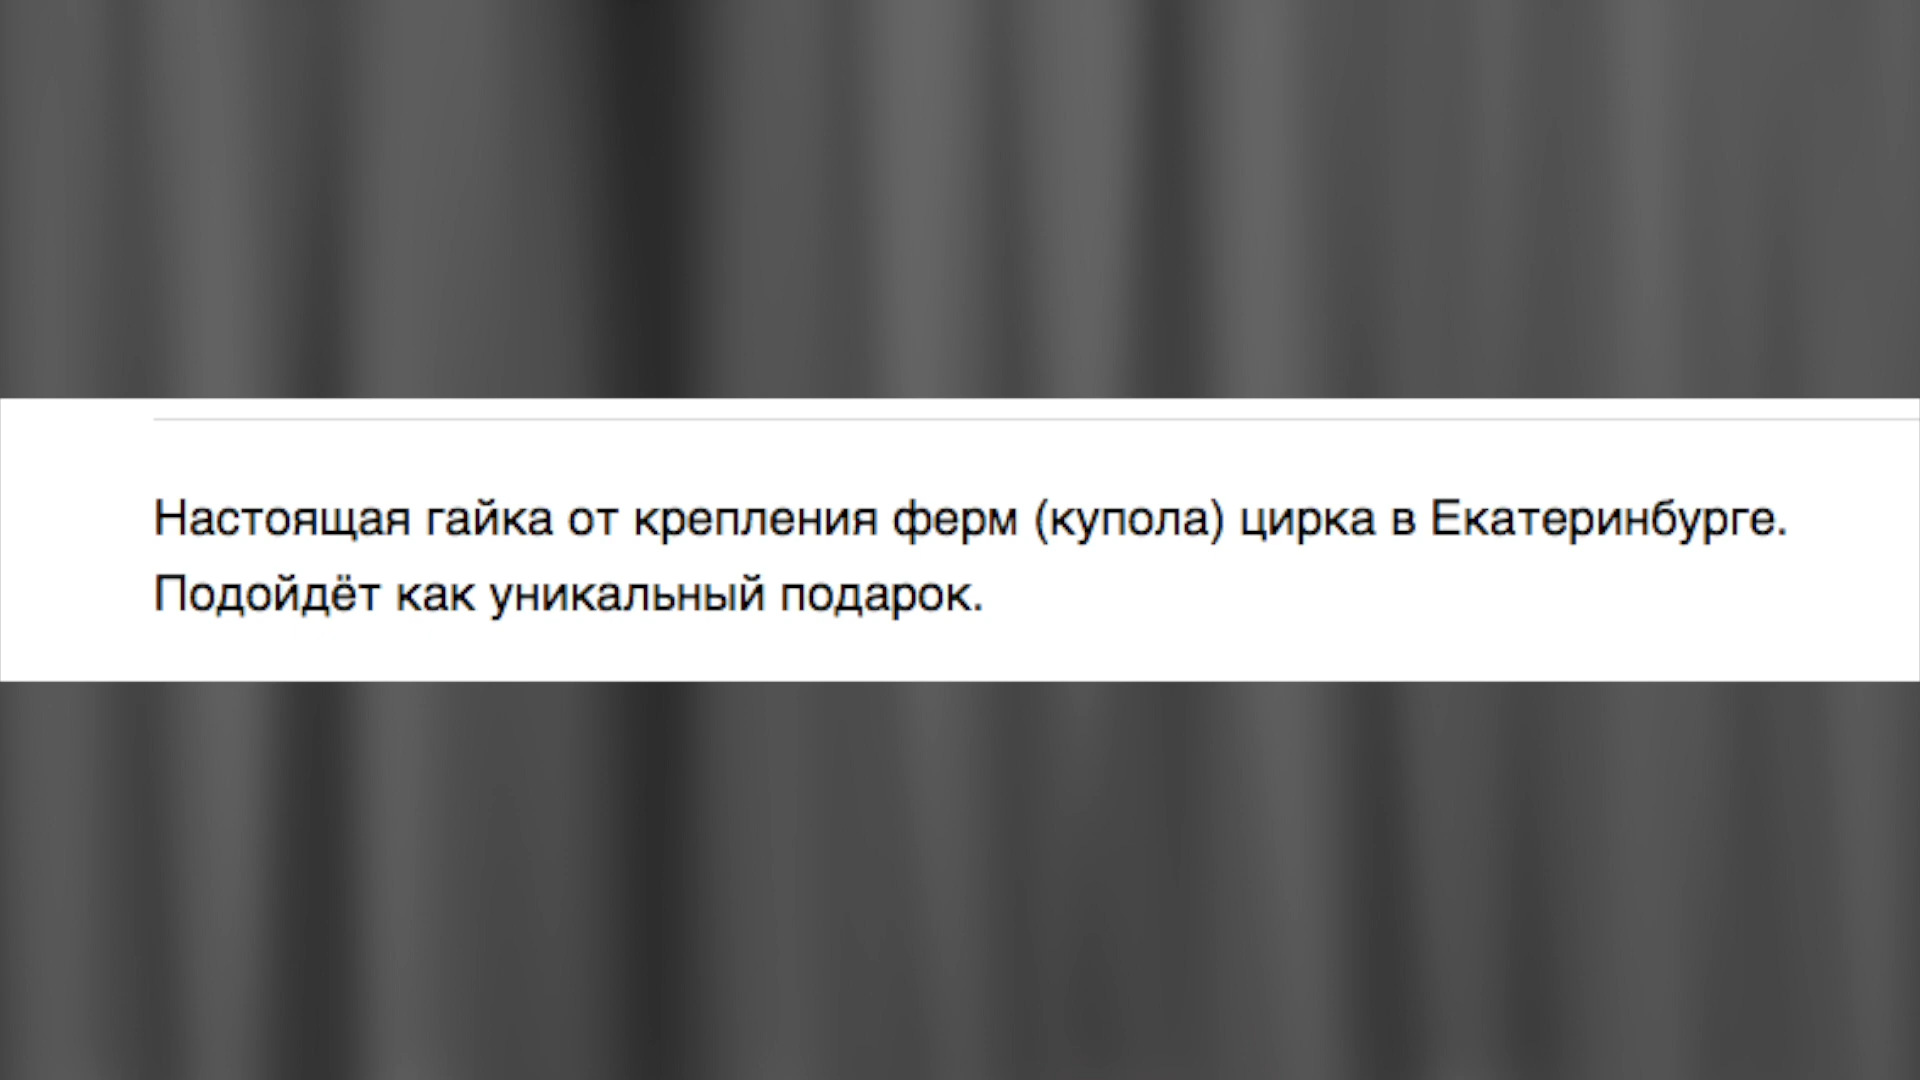 Настоящая гайка от крепления ферм (купола) цирка в Екатеринбурге.
Подойдёт как уникальный подарок.